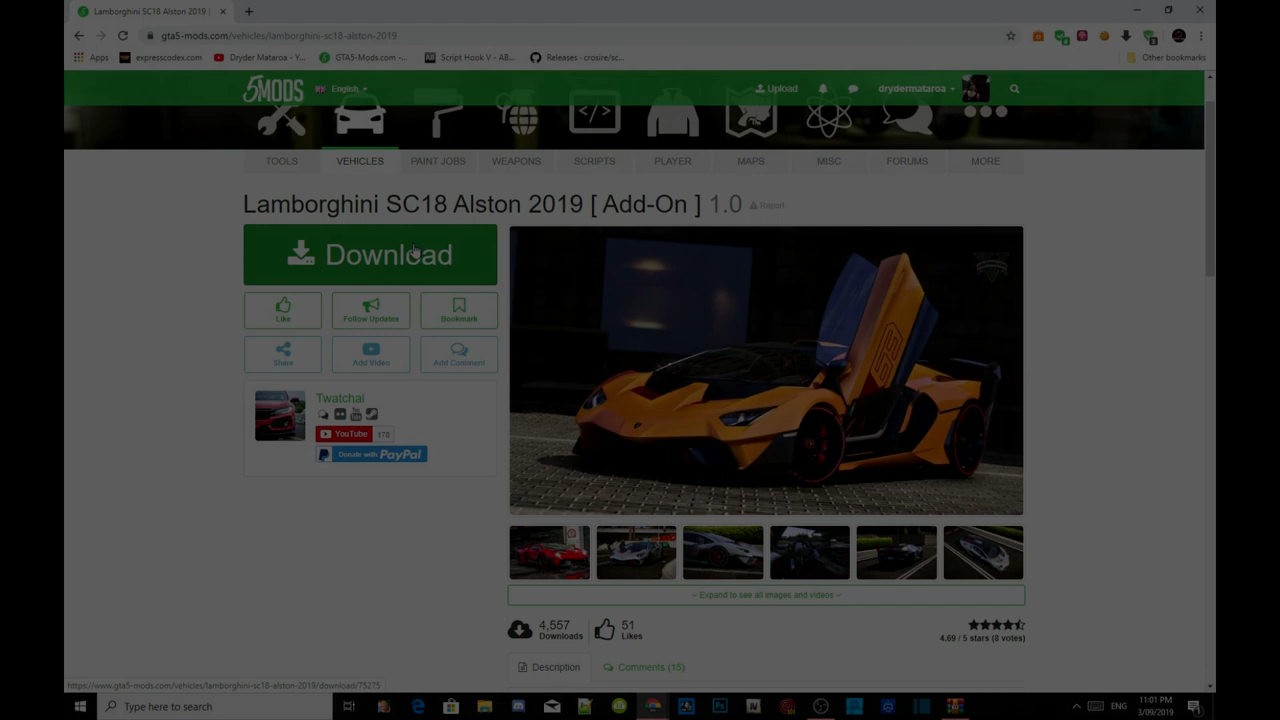 Lamborghini SC18 Alston 2019 |
gta5-mods.com/vehicles/lamborghini-sc18-alston-2019
Apps
expresscodex.com
Dryder Mataroa - Y...
GTA5-Mods.com -...
Script Hook V - AB...
Releases · crosire/sc...
Other bookmarks
5MODS
English
Upload
drydermataroa
TOOLS
VEHICLES
PAINT JOBS
WEAPONS
SCRIPTS
PLAYER
MAPS
MISC
FORUMS
MORE
Lamborghini SC18 Alston 2019 [ Add-On ] 1.0
Report
Download
Like
Follow Updates
Bookmark
Share
Add Video
Add Comment
Twatchai
YouTube 178
Donate with PayPal
63
Expand to see all images and videos
4,557
Downloads
51
Likes
4.69 / 5 stars (8 votes)
Description
Comments (15)
https://www.gta5-mods.com/vehicles/lamborghini-sc18-alston-2019/download/75275
Type here to search
ENG
11:01 PM
3/09/2019